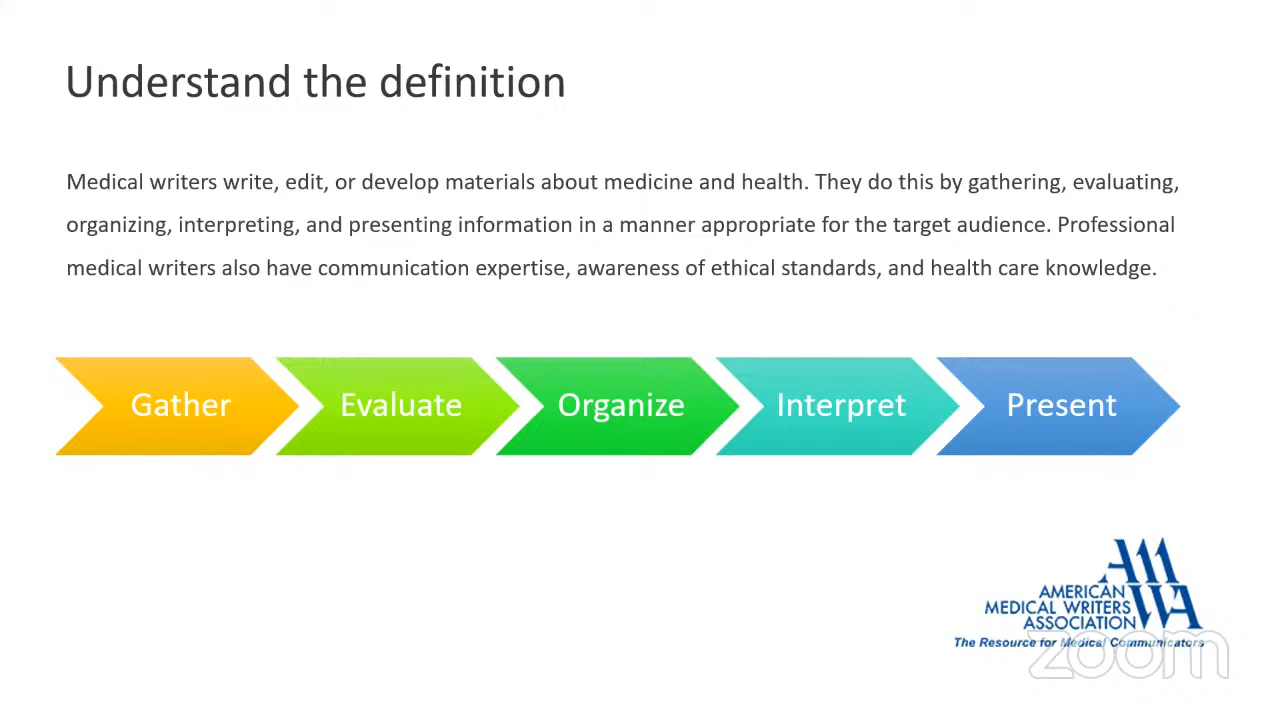 Understand the definition
Medical writers write, edit, or develop materials about medicine and health. They do this by gathering, evaluating,
organizing, interpreting, and presenting information in a manner appropriate for the target audience. Professional
medical writers also have communication expertise, awareness of ethical standards, and health care knowledge.
Gather
Evaluate
Organize
Interpret
Present
AMWA
AMERICAN
MEDICAL WRITERS
ASSOCIATION
The Resource for Medical Communicators
zoom